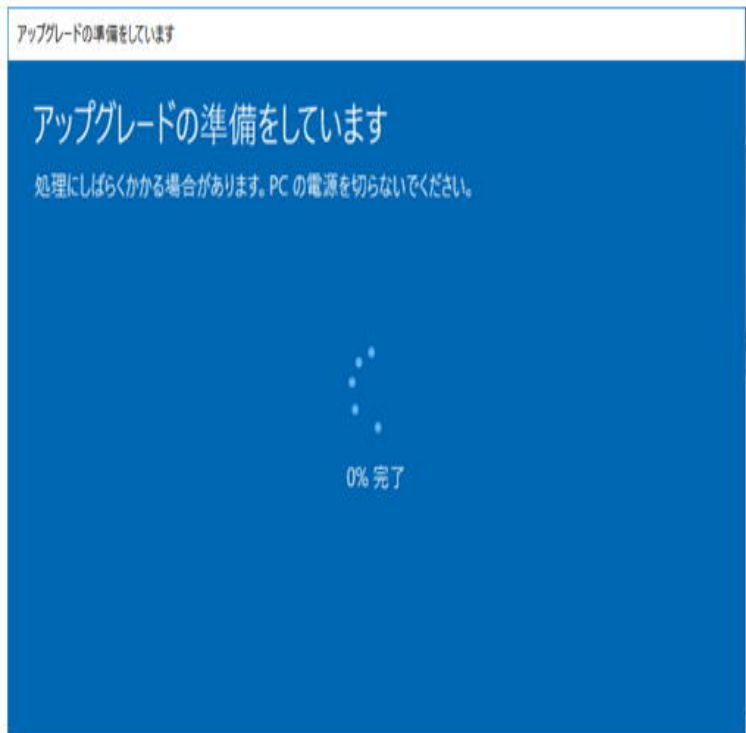 アップグレードの準備をしています
アップグレードの準備をしています
処理にしばらくかかる場合があります。PC の電源を切らないでください。
0% 完了